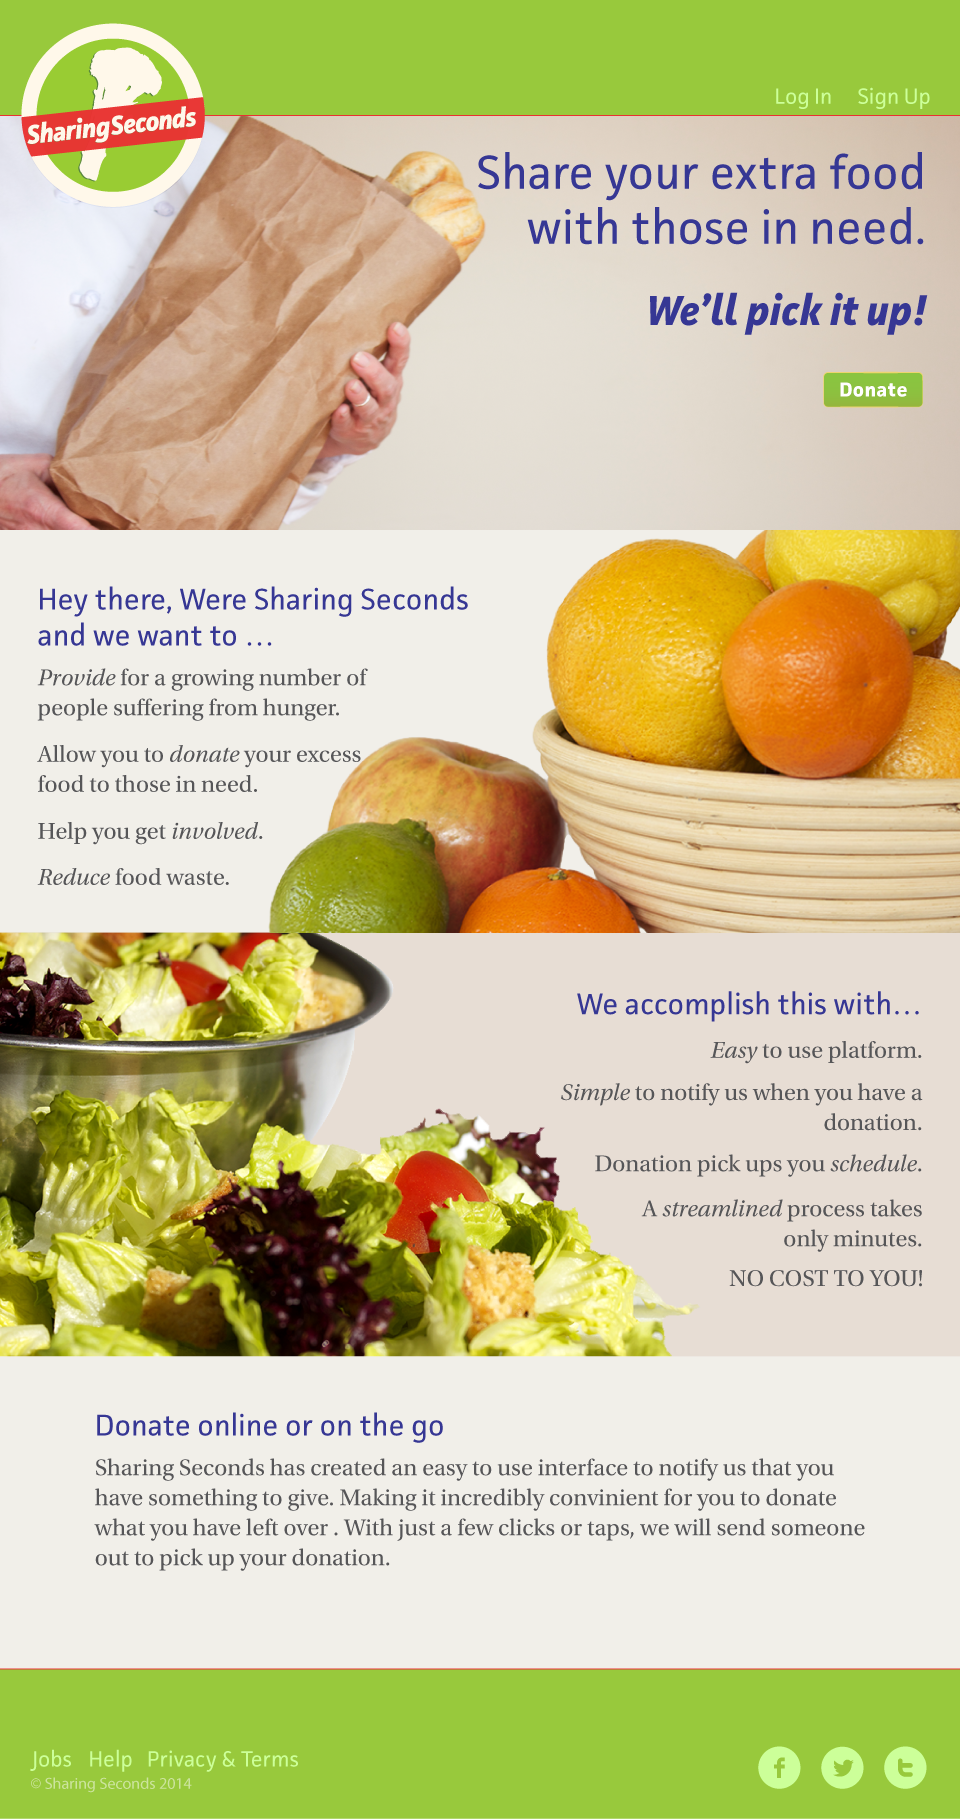 SharingSeconds
Log In Sign Up
Share your extra food
with those in need.
We'll pick it up!
Donate
Hey there, Were Sharing Seconds
and we want to ...
Provide for a growing number of
people suffering from hunger.
Allow you to donate your excess
food to those in need.
Help you get involved.
Reduce food waste.
We accomplish this with...
Easy to use platform.
Simple to notify us when you have a
donation.
Donation pick ups you schedule.
A streamlined process takes
only minutes.
NO COST TO YOU!
Donate online or on the go
Sharing Seconds has created an easy to use interface to notify us that you
have something to give. Making it incredibly convinient for you to donate
what you have left over . With just a few clicks or taps, we will send someone
out to pick up your donation.
Jobs Help Privacy & Terms
© Sharing Seconds 2014